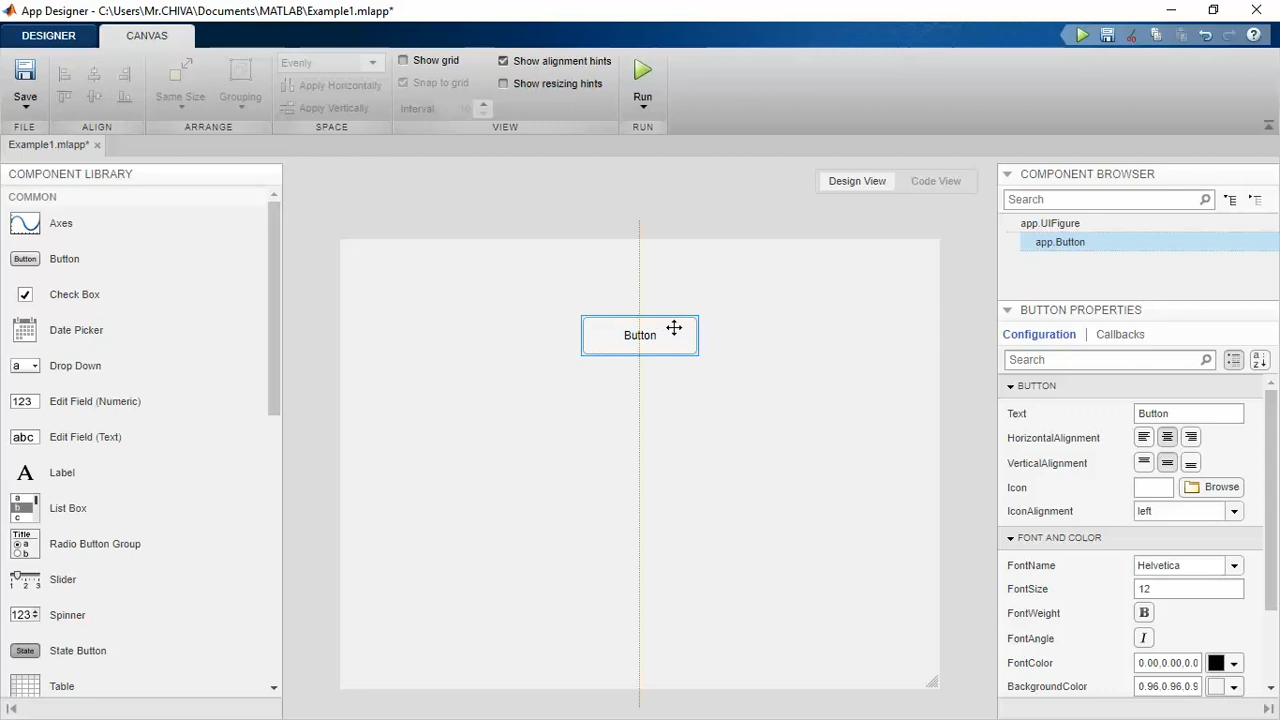 App Designer - C:\Users\Mr.CHIVA\Documents\MATLAB\Example1.mlapp*
DESIGNER
CANVAS
Save
Same Size
Grouping
Evenly
Apply Horizontally
Apply Vertically
Show grid
Snap to grid
Interval
10
Show alignment hints
Show resizing hints
Run
FILE
ALIGN
ARRANGE
SPACE
VIEW
RUN
Example1.mlapp*
COMPONENT LIBRARY
COMMON
Axes
Button
Button
Check Box
Date Picker
a
Drop Down
123
Edit Field (Numeric)
abc
Edit Field (Text)
A
Label
a
b
c
List Box
Title
a
b
Radio Button Group
1 2 3
Slider
123
Spinner
State
State Button
Table
Design View
Code View
Button
COMPONENT BROWSER
Search
app.UIFigure
app.Button
BUTTON PROPERTIES
Configuration | Callbacks
Search
a
z
BUTTON
Text
Button
HorizontalAlignment
VerticalAlignment
Icon
Browse
IconAlignment
left
FONT AND COLOR
FontName
Helvetica
FontSize
12
FontWeight
B
FontAngle
I
FontColor
0.00,0.00,0.0
BackgroundColor
0.96,0.96,0.9